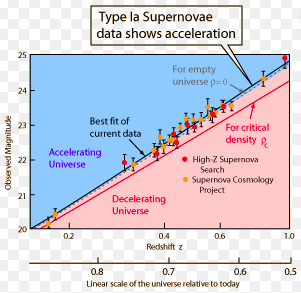 Type Ia Supernovae
data shows acceleration
25
24
23
22
21
20
Observed Magnitude
For empty
universe ρ=0
Best fit of
current data
For critical
density ρc
Accelerating
Universe
Decelerating
Universe
High-Z Supernova
Search
Supernova Cosmology
Project
0.2
0.4
0.6
1.0
Redshift z
0.8
0.7
0.6
0.5
Linear scale of the universe relative to today